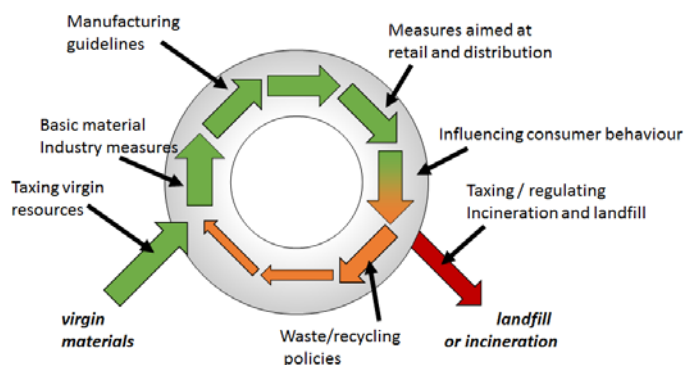 Manufacturing
guidelines
Measures aimed at
retail and distribution
Basic material
Industry measures
Influencing consumer behaviour
Taxing virgin
resources
Taxing / regulating
Incineration and landfill
virgin
materials
Waste/recycling
policies
landfill
or incineration